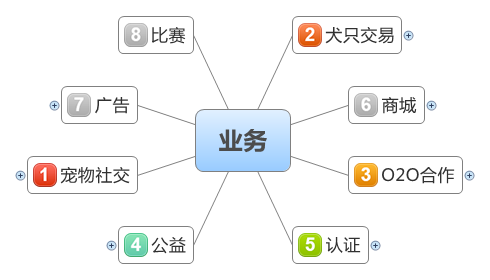 8 比赛
2 犬只交易
7 广告
6 商城
业务
1 宠物社交
3 O2O合作
4 公益
5 认证